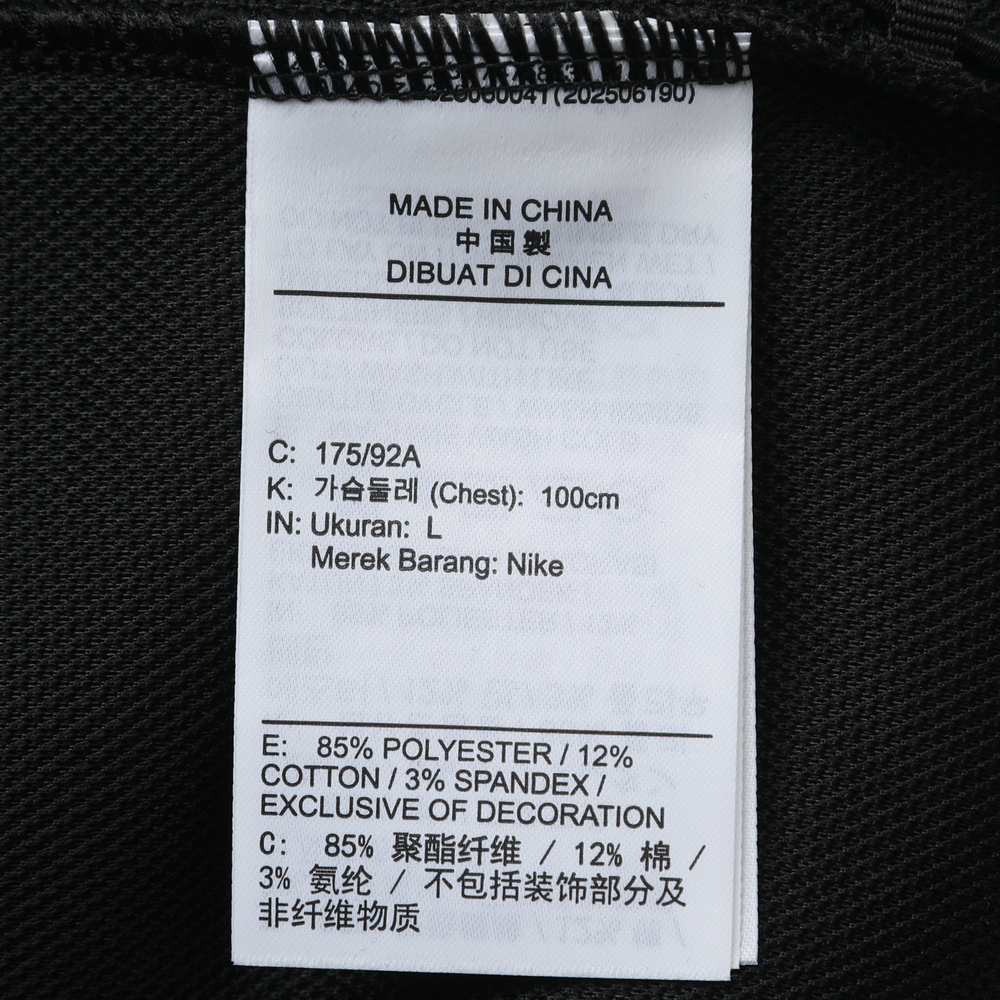 (202506190)
MADE IN CHINA
中国製
DIBUAT DI CINA
C: 175/92A
K: 가슴둘레 (Chest): 100cm
IN: Ukuran: L
Merek Barang: Nike
E: 85% POLYESTER / 12%
COTTON / 3% SPANDEX /
EXCLUSIVE OF DECORATION
C: 85% 聚酯纤维 / 12% 棉 /
3% 氨纶 / 不包括装饰部分及
非纤维物质